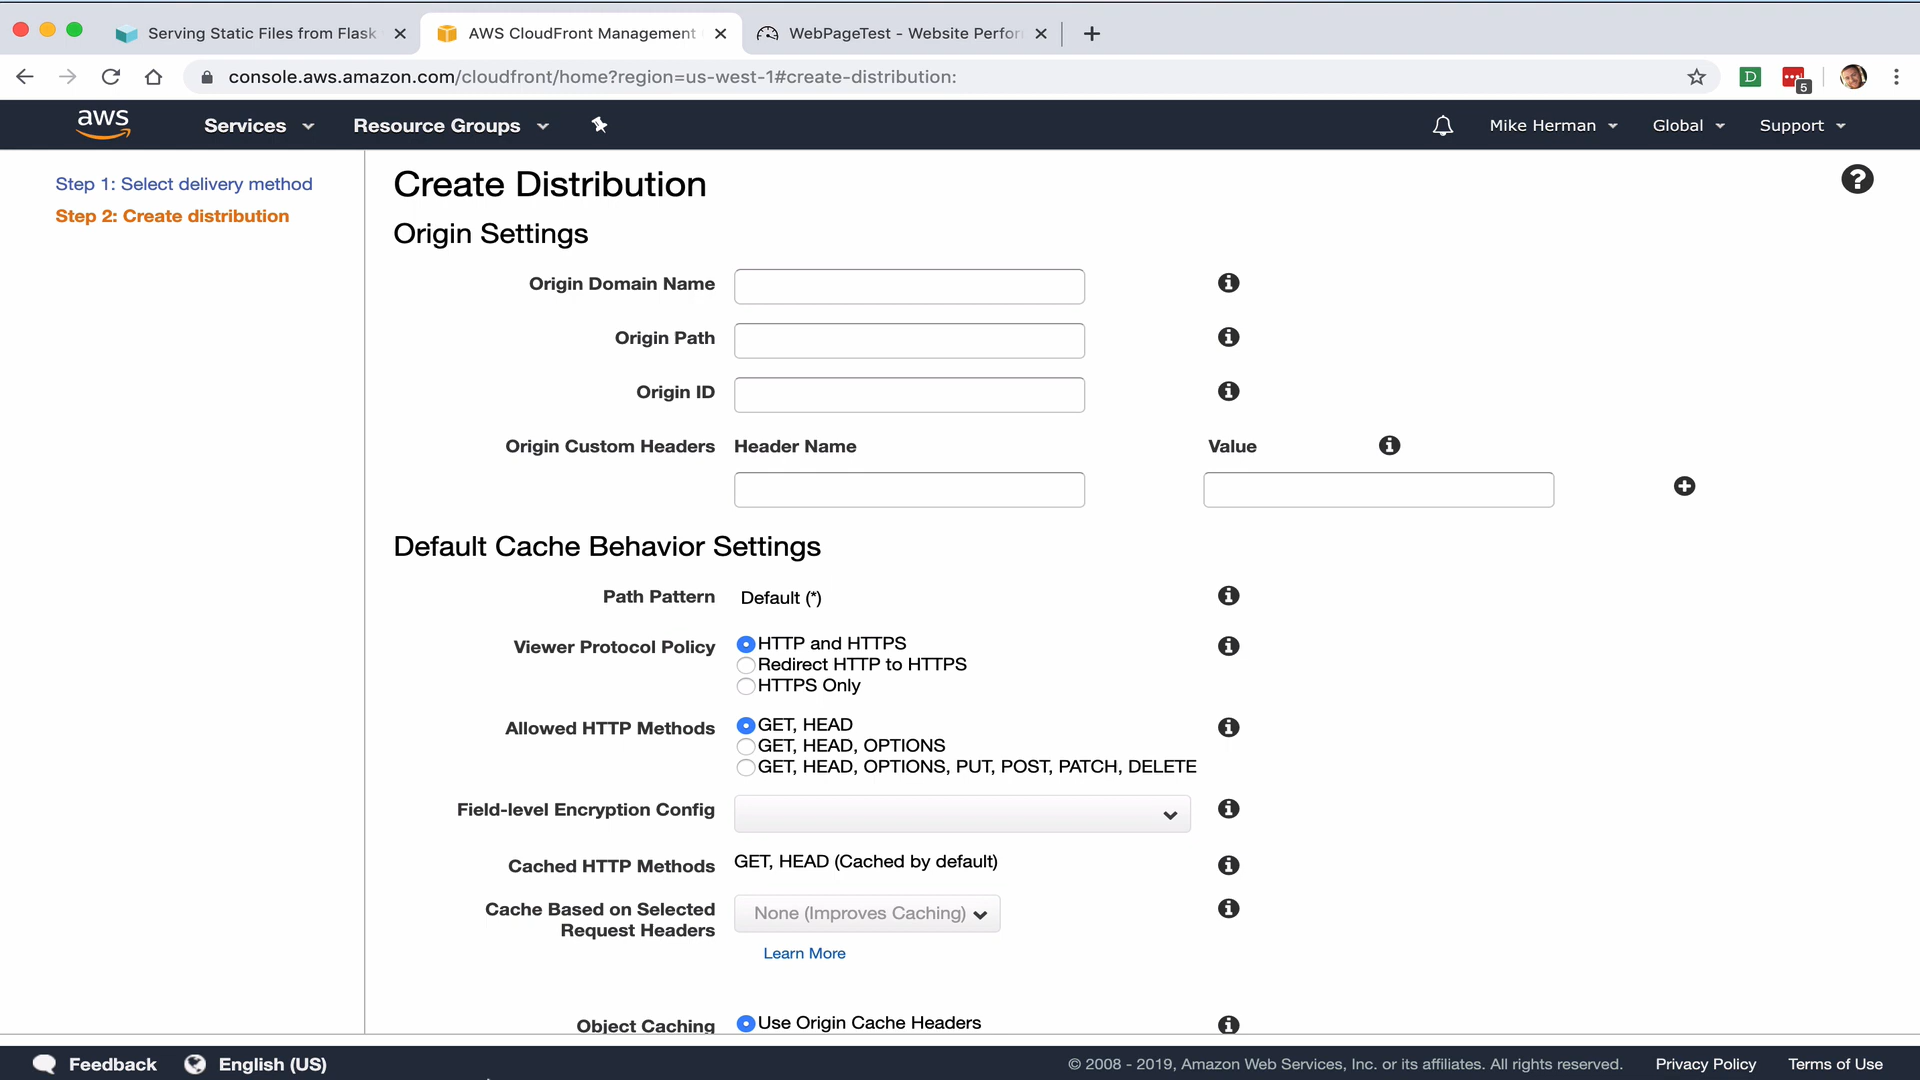 Serving Static Files from Flask
AWS CloudFront Management
WebPageTest - Website Perfor
console.aws.amazon.com/cloudfront/home?region=us-west-1#create-distribution:
D
5
aws
Services
Resource Groups
Mike Herman
Global
Support
Step 1: Select delivery method
Step 2: Create distribution
Create Distribution
Origin Settings
Origin Domain Name
Origin Path
Origin ID
Origin Custom Headers
Header Name
Value
Default Cache Behavior Settings
Path Pattern
Default (*)
Viewer Protocol Policy
HTTP and HTTPS
Redirect HTTP to HTTPS
HTTPS Only
Allowed HTTP Methods
GET, HEAD
GET, HEAD, OPTIONS
GET, HEAD, OPTIONS, PUT, POST, PATCH, DELETE
Field-level Encryption Config
Cached HTTP Methods
GET, HEAD (Cached by default)
Cache Based on Selected
Request Headers
None (Improves Caching)
Learn More
Object Caching
Use Origin Cache Headers
Feedback
English (US)
© 2008 - 2019, Amazon Web Services, Inc. or its affiliates. All rights reserved.
Privacy Policy
Terms of Use